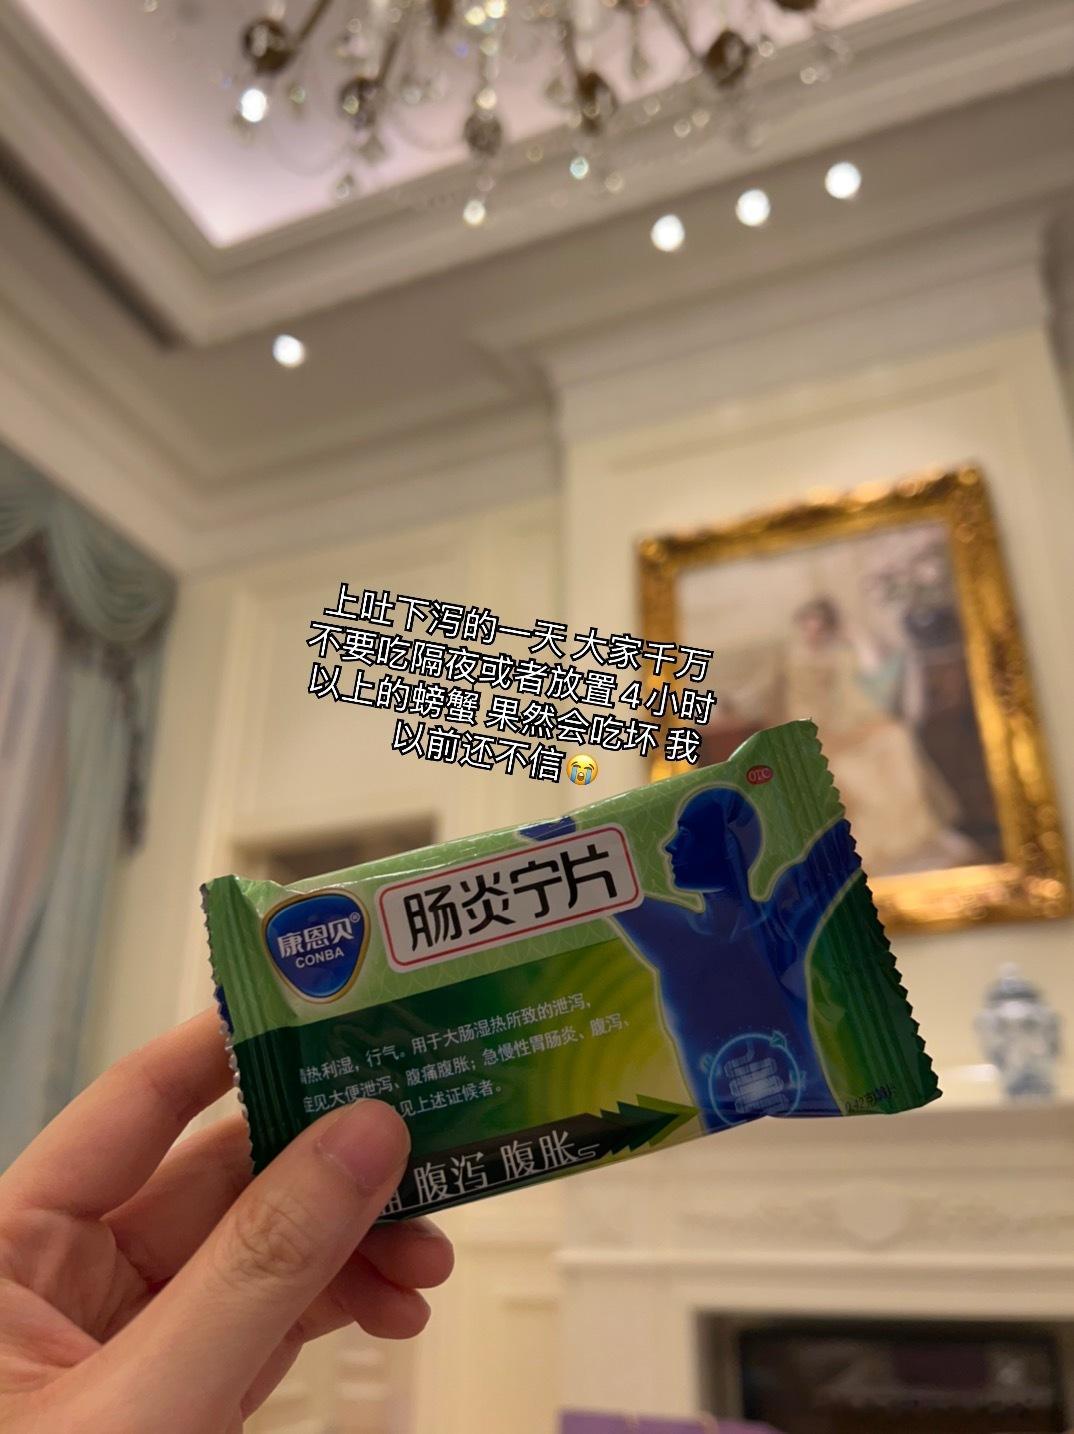 上吐下泻的一天 大家千万
不要吃隔夜或者放置4小时
以上的螃蟹 果然会吃坏 我
以前还不信😭
OTC
康恩贝®
CONBA
肠炎宁片
清热利湿，行气。用于大肠湿热所致的泄泻，
症见大便泄泻、腹痛腹胀；急慢性胃肠炎、腹泻、
见上述证候者。
腹泻 腹胀